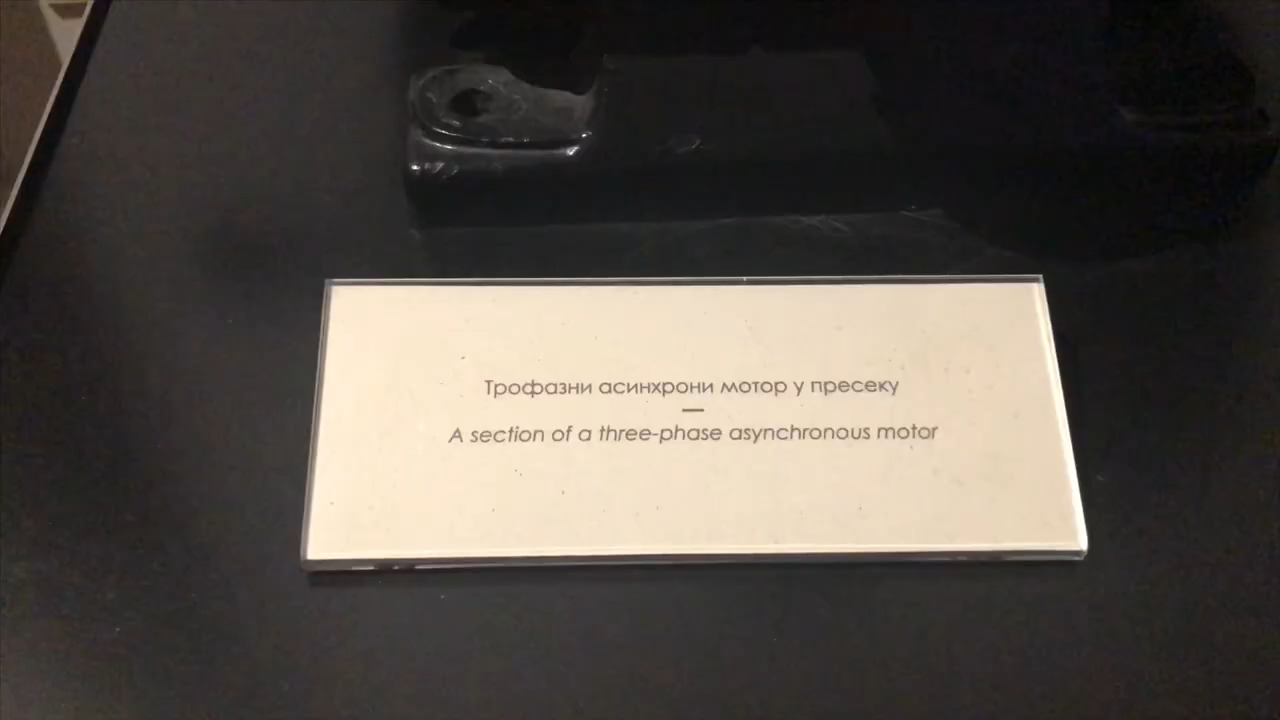 Трофазни асинхрони мотор у пресеку
—
A section of a three-phase asynchronous motor